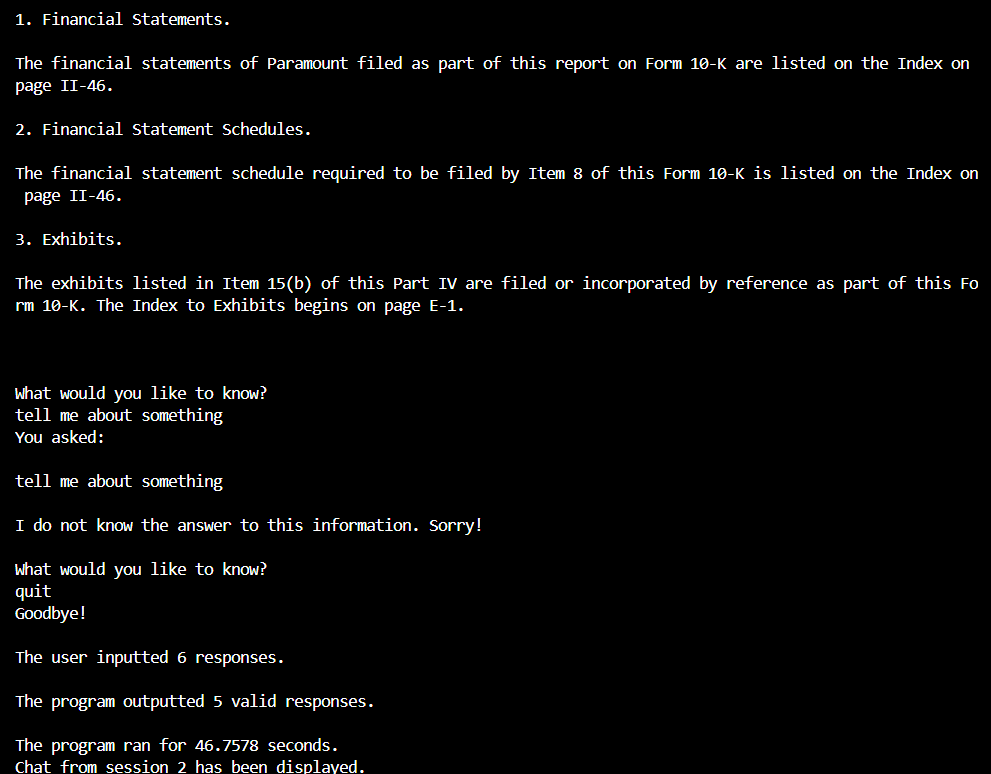 1. Financial Statements.
The financial statements of Paramount filed as part of this report on Form 10-K are listed on the Index on
page II-46.
2. Financial Statement Schedules.
The financial statement schedule required to be filed by Item 8 of this Form 10-K is listed on the Index on
page II-46.
3. Exhibits.
The exhibits listed in Item 15(b) of this Part IV are filed or incorporated by reference as part of this Fo
rm 10-K. The Index to Exhibits begins on page E-1.
What would you like to know?
tell me about something
You asked:
tell me about something
I do not know the answer to this information. Sorry!
What would you like to know?
quit
Goodbye!
The user inputted 6 responses.
The program outputted 5 valid responses.
The program ran for 46.7578 seconds.
Chat from session 2 has been displayed.